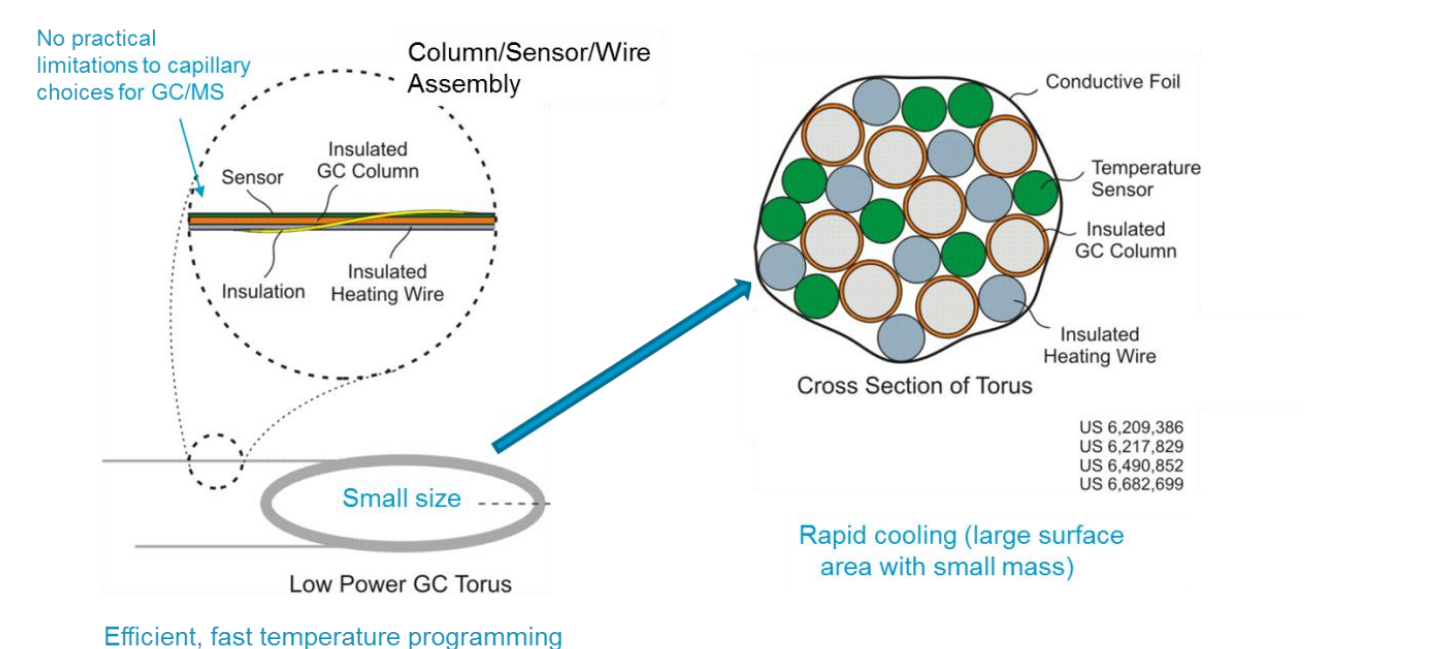 No practical
limitations to capillary
choices for GC/MS
Column/Sensor/Wire
Assembly
Sensor
Insulated
GC Column
Insulation
Insulated
Heating Wire
Small size
Low Power GC Torus
Efficient, fast temperature programming
Conductive Foil
Temperature
Sensor
Insulated
GC Column
Insulated
Heating Wire
Cross Section of Torus
US 6,209,386
US 6,217,829
US 6,490,852
US 6,682,699
Rapid cooling (large surface
area with small mass)